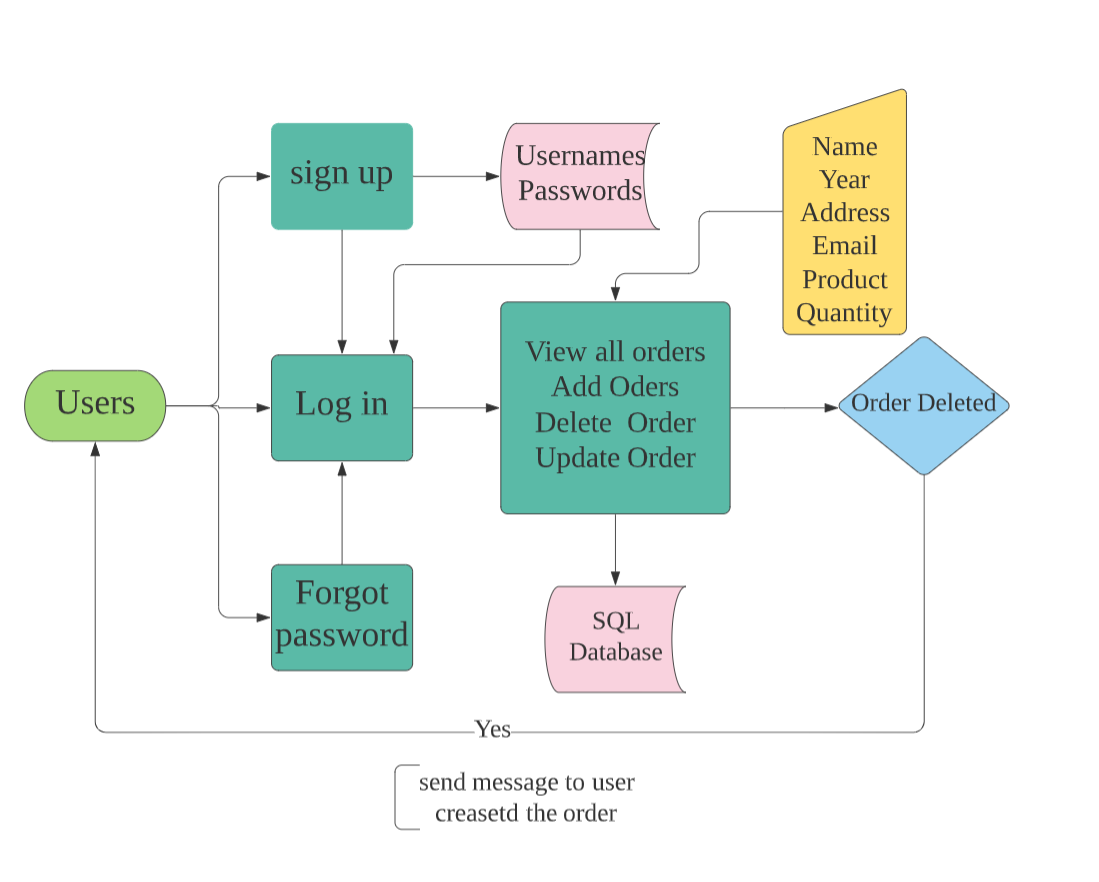 sign up
Usernames
Passwords
Name
Year
Address
Email
Product
Quantity
Users
Log in
View all orders
Add Oders
Delete  Order
Update Order
Order Deleted
Forgot
password
SQL
Database
Yes
send message to user
creasetd the order